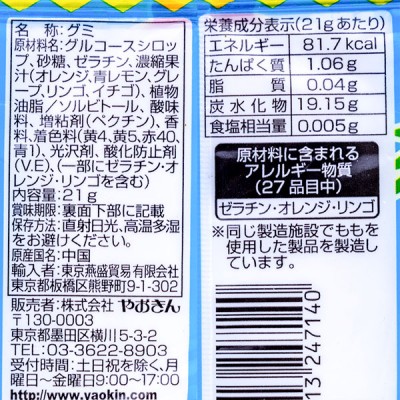 名 称:グミ
原材料名:グルコースシロッ
プ、砂糖、ゼラチン、濃縮果
汁(オレンジ、青レモン、グレ
ープ、リンゴ、イチゴ)、植物
油脂/ソルビトール、酸味
料、増粘剤(ペクチン)、香
料、着色料(黄4、黄5、赤40、
青1)、光沢剤、酸化防止剤
(V.E)、(一部にゼラチン・オ
レンジ・リンゴを含む)
内容量:21g
賞味期限:裏面下部に記載
保存方法:直射日光、高温多湿
をお避けください。
原産国名:中国
輸入者:東京燕盛貿易有限会社
東京都板橋区熊野町9-1-302
販売者:株式会社 やおきん
〒130-0003
東京都墨田区横川5-3-2
TEL:03-3622-8903
受付時間:土日祝を除く、月
曜日〜金曜日9:00〜17:00
http://www.yaokin.com
栄養成分表示(21gあたり)
エネルギー 81.7kcal
たんぱく質 1.06g
脂 質 0.04g
炭水化物 19.15g
食塩相当量 0.005g
原材料に含まれる
アレルギー物質
(27品目中)
ゼラチン・オレンジ・リンゴ
※同じ製造施設でももを
使用した製品を製造し
ています。
13247140